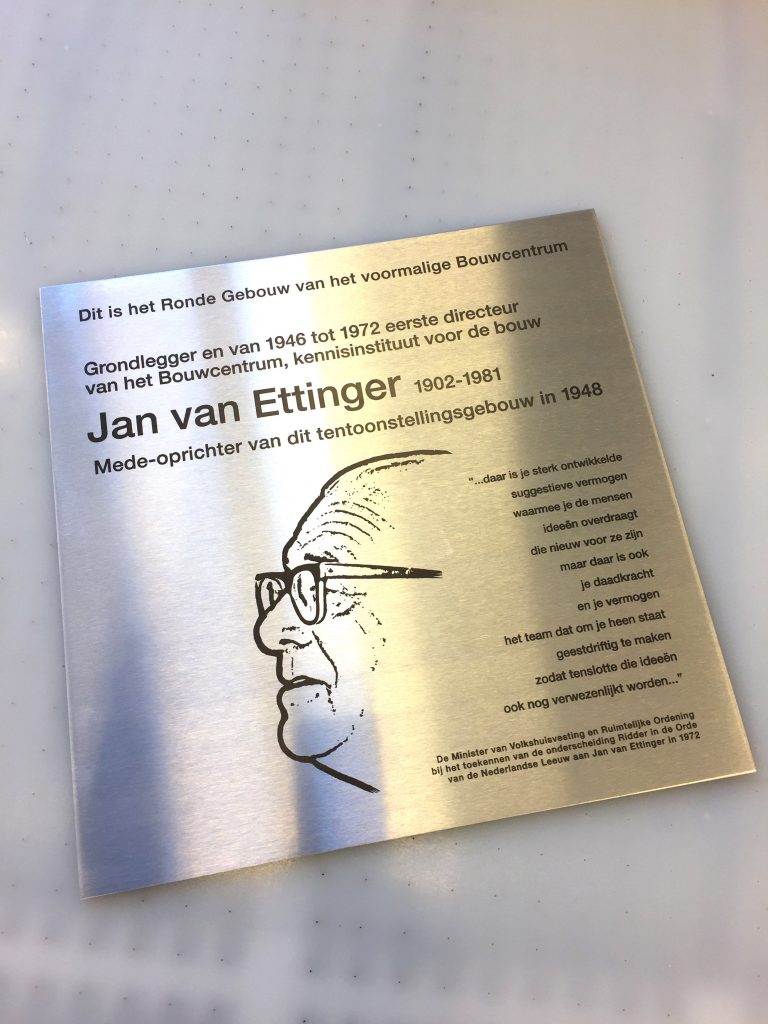 Dit is het Ronde Gebouw van het voormalige Bouwcentrum
Grondlegger en van 1946 tot 1972 eerste directeur
van het Bouwcentrum, kennisinstituut voor de bouw
Jan van Ettinger 1902-1981
Mede-oprichter van dit tentoonstellingsgebouw in 1948
“...daar is je sterk ontwikkelde
suggestieve vermogen
waarmee je de mensen
ideeën overdraagt
die nieuw voor ze zijn
maar daar is ook
je daadkracht
en je vermogen
het team dat om je heen staat
geestdriftig te maken
zodat tenslotte die ideeën
ook nog verwezenlijkt worden...”
De Minister van Volkshuisvesting en Ruimtelijke Ordening
bij het toekennen van de onderscheiding Ridder in de Orde
van de Nederlandse Leeuw aan Jan van Ettinger in 1972